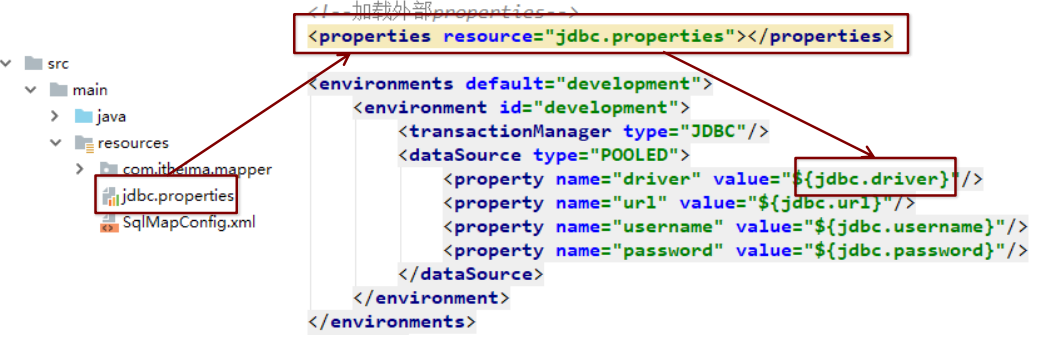 <!--加载外部properties-->
<properties resource="jdbc.properties"></properties>
src
main
java
resources
com.itheima.mapper
jdbc.properties
SqlMapConfig.xml
<environments default="development">
<environment id="development">
<transactionManager type="JDBC"/>
<dataSource type="POOLED">
<property name="driver" value="${jdbc.driver}"/>
<property name="url" value="${jdbc.url}"/>
<property name="username" value="${jdbc.username}"/>
<property name="password" value="${jdbc.password}"/>
</dataSource>
</environment>
</environments>